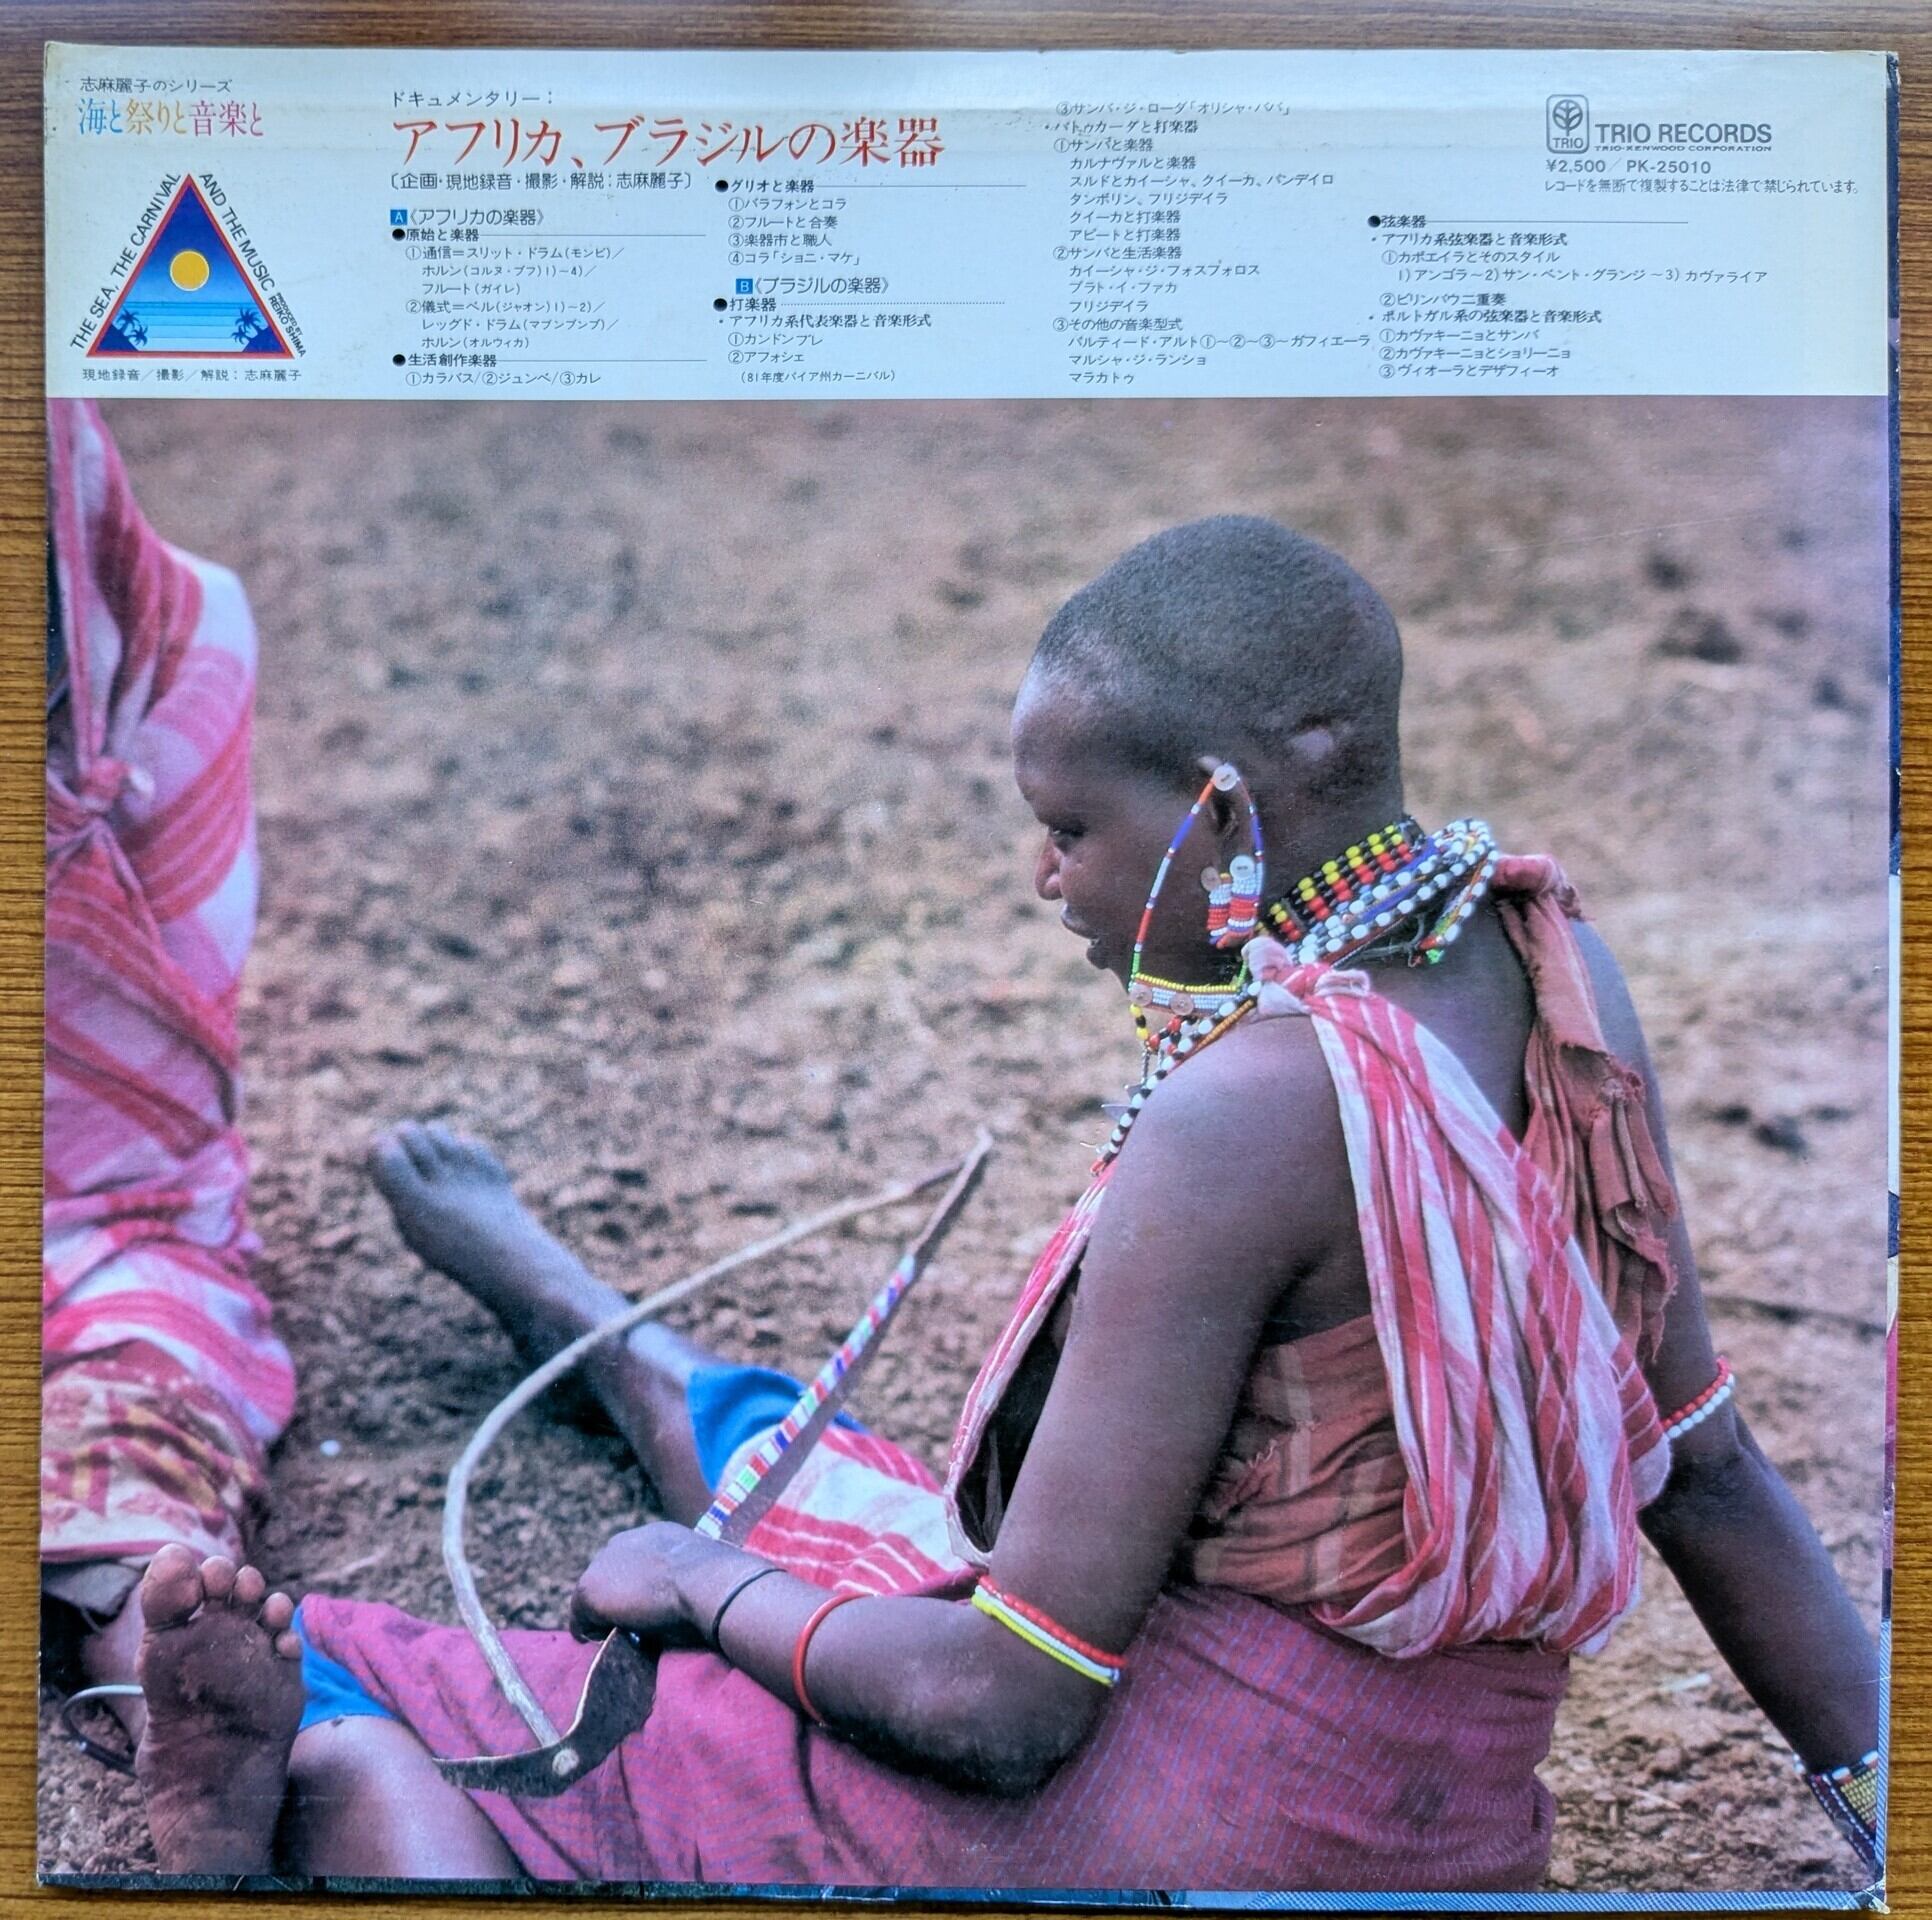 志麻麗子のシリーズ
海と祭りと音楽と
THE SEA, THE CARNIVAL
AND THE MUSIC
PRODUCED BY
REIKO SHIMA
現地録音／撮影／解説：志麻麗子
ドキュメンタリー：
アフリカ、ブラジルの楽器
〔企画・現地録音・撮影・解説：志麻麗子〕
A《アフリカの楽器》
●原始と楽器
①通信＝スリット・ドラム(モンビ)／
ホルン(コルヌ・ブフ)1)〜4)／
フルート(ガイレ)
②儀式＝ベル(ジャオン)1)〜2)／
レッグド・ドラム(マブンブンブ)／
ホルン(オルウィカ)
●生活創作楽器
①カラバス/②ジュンベ/③カレ
●グリオと楽器
①バラフォンとコラ
②フルートと合奏
③楽器市と職人
④コラ「ショニ・マケ」
B《ブラジルの楽器》
●打楽器
・アフリカ系代表楽器と音楽形式
①カンドンブレ
②アフォシェ
(81年度バイア州カーニバル)
③サンバ・ジ・ローダ「オリシャ・ババ」
・バトゥカーダと打楽器
①サンバと楽器
カルナヴァルと楽器
スルドとカイーシャ、クイーカ、パンデイロ
タンボリン、フリジデイラ
クイーカと打楽器
アピートと打楽器
②サンバと生活楽器
カイーシャ・ジ・フォスフォロス
プラト・イ・ファカ
フリジデイラ
③その他の音楽型式
パルティード・アルト①〜②〜③〜ガフィエーラ
マルシャ・ジ・ランショ
マラカトゥ
TRIO
TRIO RECORDS
TRIO-KENWOOD CORPORATION
¥2,500／PK-25010
レコードを無断で複製することは法律で禁じられています。
●弦楽器
・アフリカ系弦楽器と音楽形式
①カポエイラとそのスタイル
1)アンゴラ〜2)サン・ベント・グランジ〜3)カヴァライア
②ビリンバウ二重奏
・ポルトガル系の弦楽器と音楽形式
①カヴァキーニョとサンバ
②カヴァキーニョとショリーニョ
③ヴィオーラとデザフィーオ